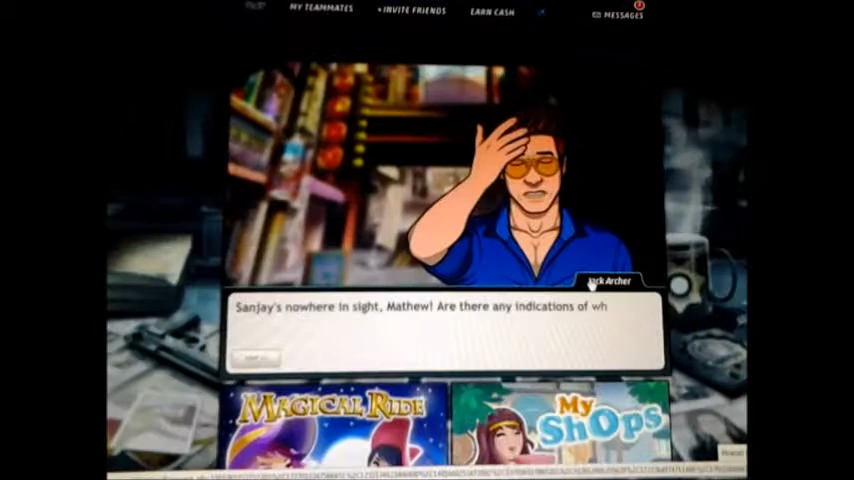 MY TEAMMATES
+ INVITE FRIENDS
EARN CASH
MESSAGES
Jack Archer
Sanjay's nowhere in sight, Mathew! Are there any indications of wh
MAGICAL RIDE
My
Shops